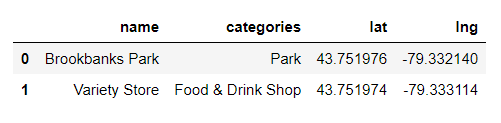 name categories lat lng
0 Brookbanks Park Park 43.751976 -79.332140
1 Variety Store Food & Drink Shop 43.751974 -79.333114